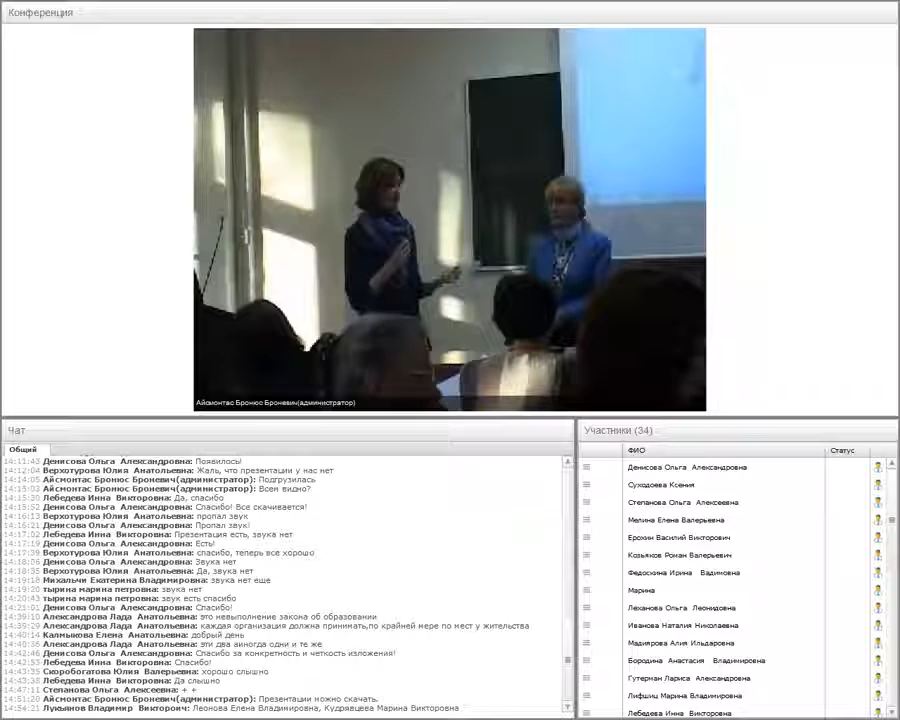 Конференция
Айсмонтас Бронюс Броневич(администратор)
Чат
Общий
14:11:43 Денисова Ольга Александровна: Появилось!
14:12:04 Верхотурова Юлия Анатольевна: Жаль, что презентации у нас нет
14:14:05 Айсмонтас Бронюс Броневич(администратор): Подгрузилась
14:15:03 Айсмонтас Бронюс Броневич(администратор): Всем видно?
14:15:30 Лебедева Инна Викторовна: Да, спасибо
14:15:52 Денисова Ольга Александровна: Спасибо! Все скачивается!
14:16:13 Верхотурова Юлия Анатольевна: пропал звук
14:16:21 Денисова Ольга Александровна: Пропал звук!
14:17:02 Лебедева Инна Викторовна: Презентация есть, звука нет
14:17:19 Денисова Ольга Александровна: Есть!
14:17:39 Верхотурова Юлия Анатольевна: спасибо, теперь все хорошо
14:18:06 Денисова Ольга Александровна: Звука нет
14:18:35 Верхотурова Юлия Анатольевна: Да, звука нет
14:19:18 Михальчи Екатерина Владимировна: звука нет еще
14:19:20 тырина марина петровна: звука нет
14:20:43 тырина марина петровна: звук есть спасибо
14:21:01 Денисова Ольга Александровна: Спасибо!
14:39:10 Александрова Лада Анатольевна: это невыполнение закона об образовании
14:39:29 Александрова Лада Анатольевна: каждая организация должна принимать,по крайней мере по мест у жительства
14:40:14 Калмыкова Елена Анатольевна: добрый день
14:40:36 Александрова Лада Анатольевна: эти два аиногда одни и те же
14:42:46 Денисова Ольга Александровна: Спасибо за конкретность и четкость изложения!
14:42:53 Лебедева Инна Викторовна: Спасибо!
14:43:35 Скоробогатова Юлия Валерьевна: хорошо слышно
14:43:38 Лебедева Инна Викторовна: Да слышно
14:47:11 Степанова Ольга Алексеевна: + +
14:51:20 Айсмонтас Бронюс Броневич(администратор): Презентации можно скачать.
14:54:21 Лукьянов Владимир Викторович: Леонова Елена Владимировна, Кудрявцева Марина Викторовна
Участники (34)
ФИО Статус
Денисова Ольга Александровна
Суходоева Ксения
Степанова Ольга Алексеевна
Мелина Елена Валерьевна
Ерохин Василий Викторович
Козьяков Роман Валерьевич
Федоскина Ирина Вадимовна
Марина
Леханова Ольга Леонидовна
Иванова Наталия Николаевна
Мадиярова Алия Ильдаровна
Бородина Анастасия Владимировна
Гутерман Лариса Александровна
Лифшиц Марина Владимировна
Лебедева Инна Викторовна